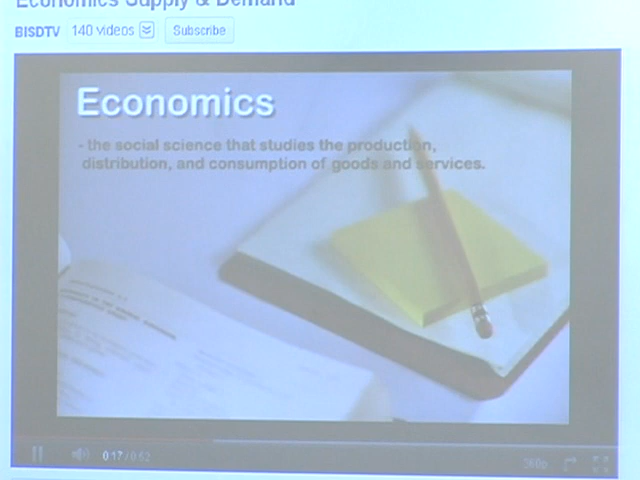 Economics Supply & Demand
BISDTV 140 videos Subscribe
Economics
- the social science that studies the production,
distribution, and consumption of goods and services.
0:17 / 0:52
360p